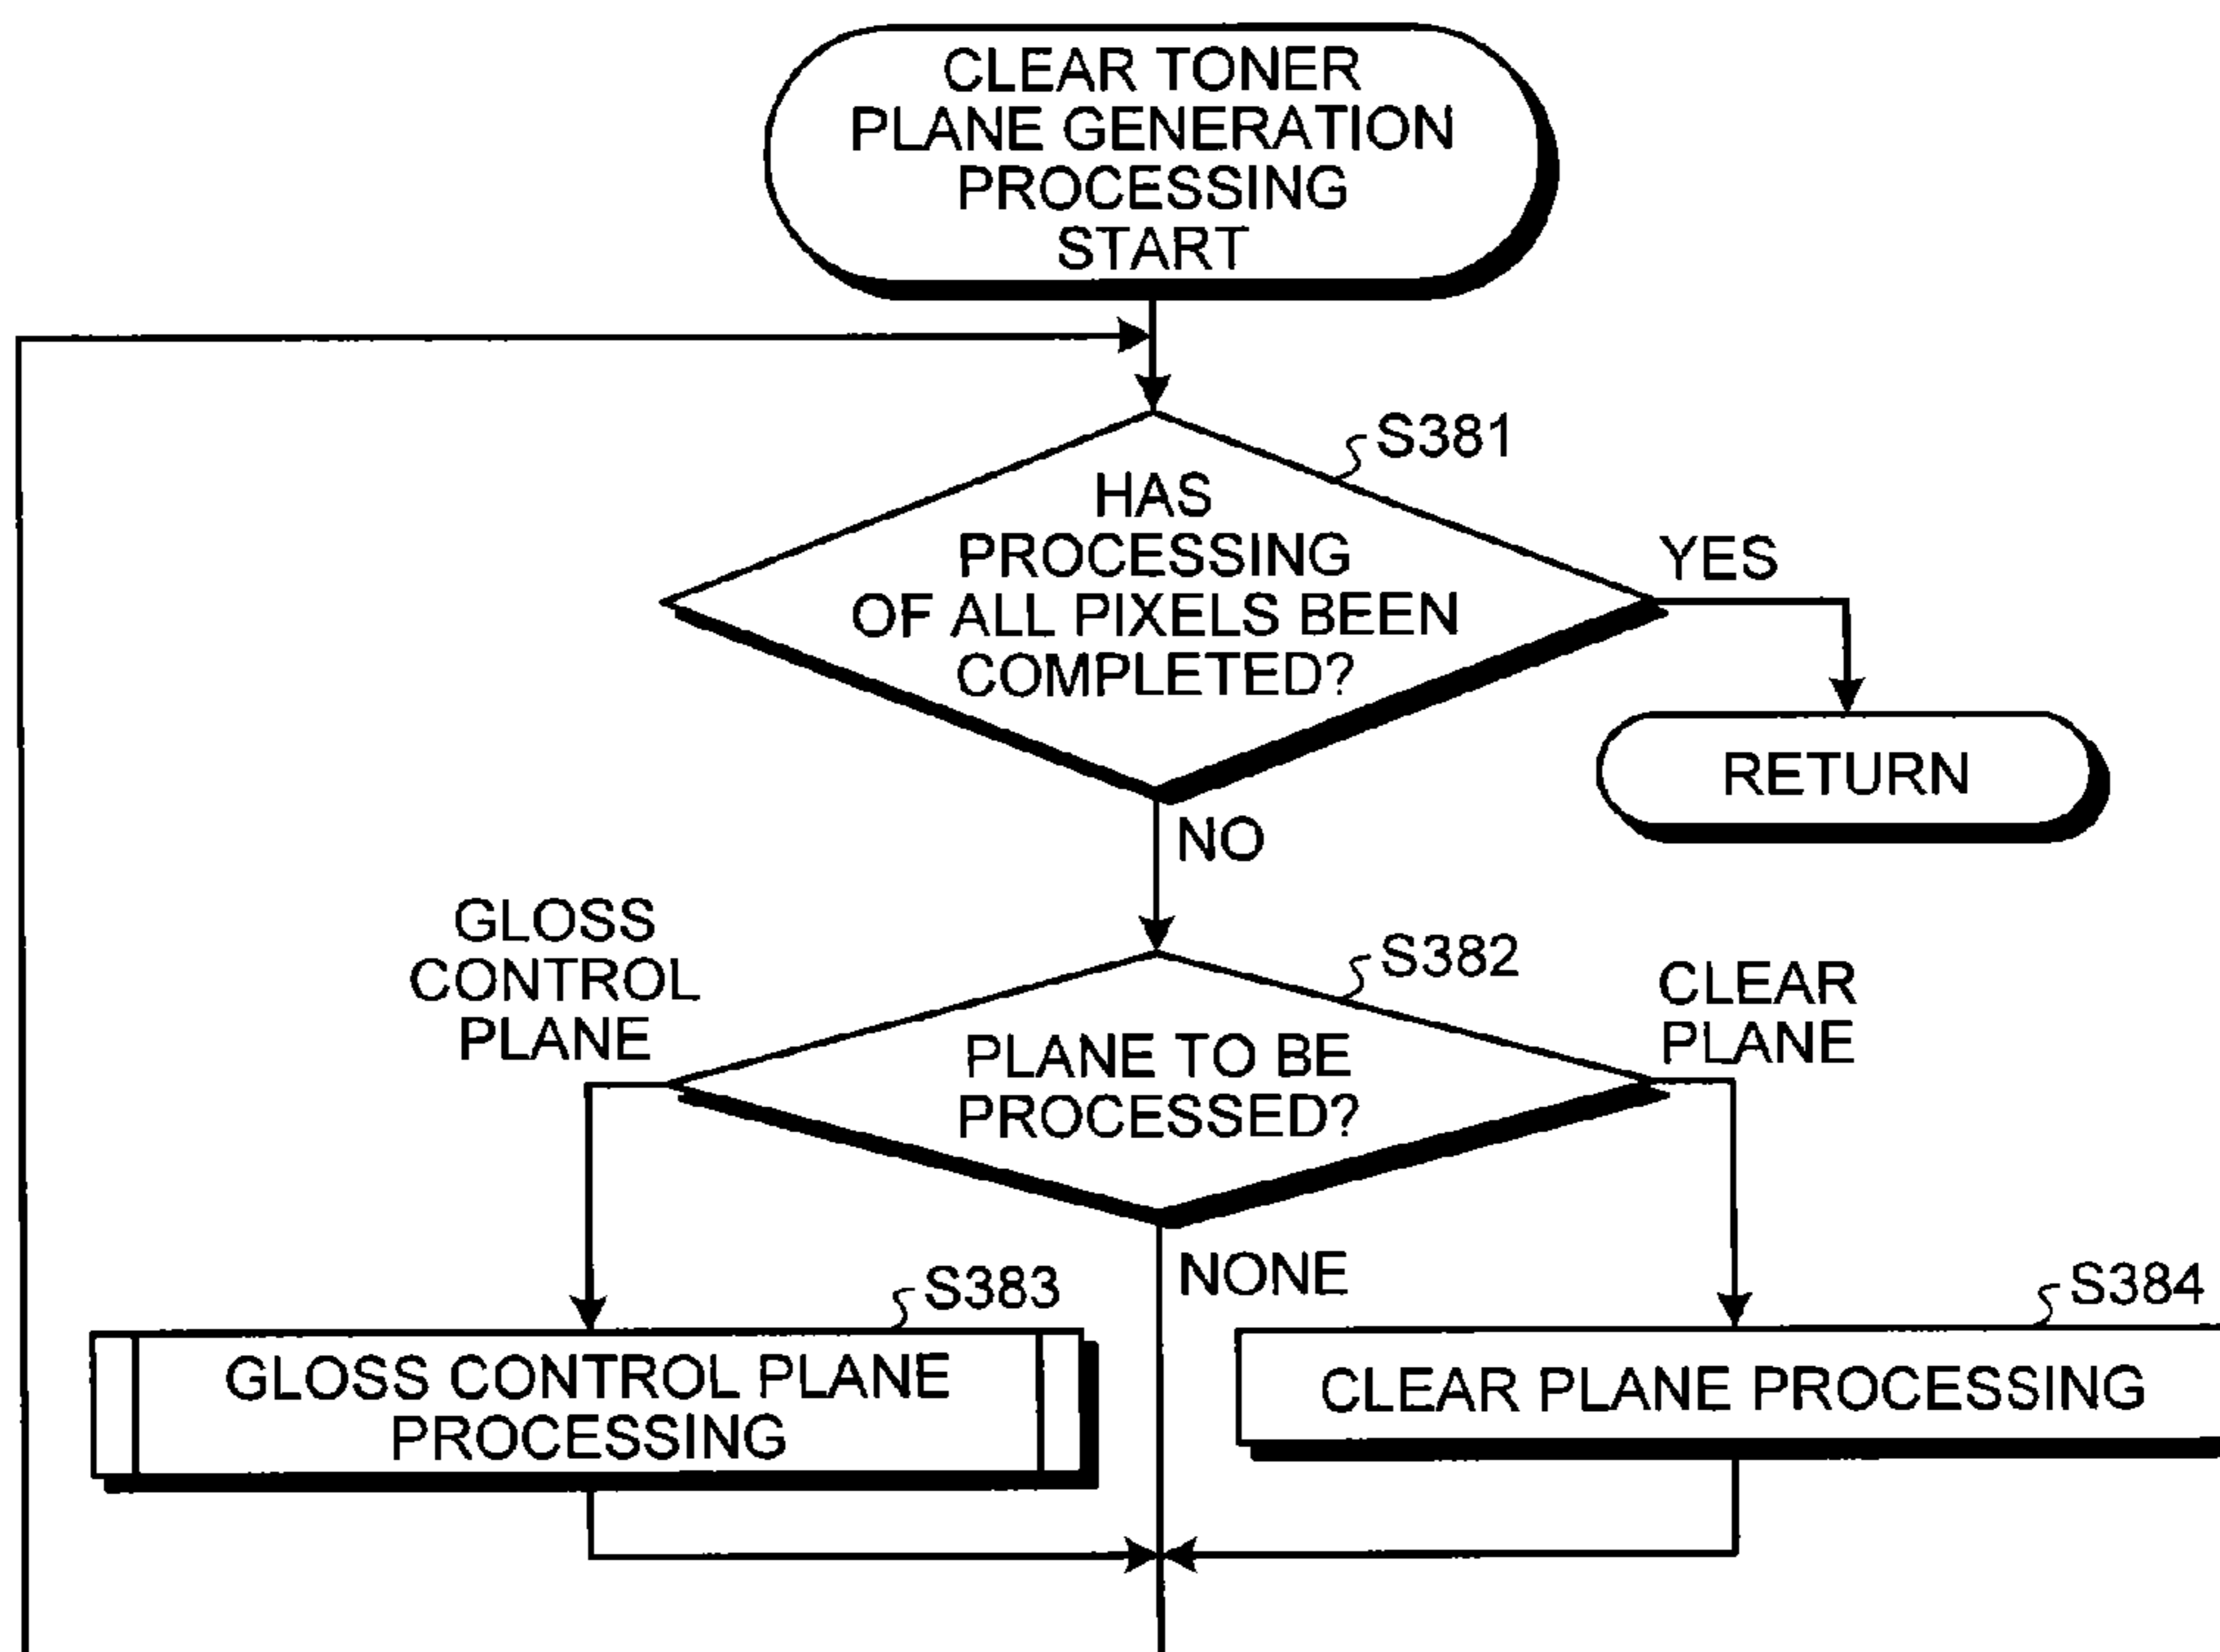 CLEAR TONER
PLANE GENERATION
PROCESSING
START
S381
HAS
PROCESSING
OF ALL PIXELS BEEN
COMPLETED?
YES
RETURN
NO
GLOSS
CONTROL
PLANE
S382
PLANE TO BE
PROCESSED?
CLEAR
PLANE
NONE
S383
GLOSS CONTROL PLANE
PROCESSING
S384
CLEAR PLANE PROCESSING